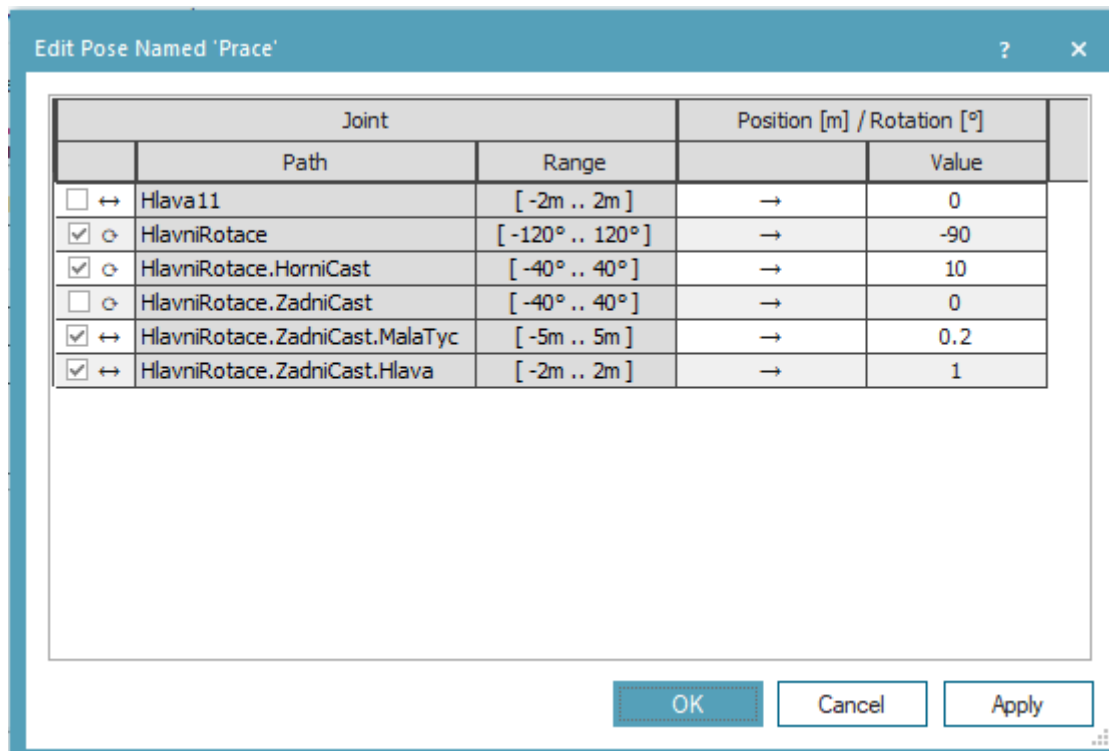 Edit Pose Named 'Prace' ? ×
Joint Position [m] / Rotation [°]
Path Range Value
↔ Hlava11 [ -2m .. 2m ] → 0
HlavniRotace [ -120° .. 120° ] → -90
HlavniRotace.HorniCast [ -40° .. 40° ] → 10
HlavniRotace.ZadniCast [ -40° .. 40° ] → 0
↔ HlavniRotace.ZadniCast.MalaTyc [ -5m .. 5m ] → 0.2
↔ HlavniRotace.ZadniCast.Hlava [ -2m .. 2m ] → 1
OK Cancel Apply